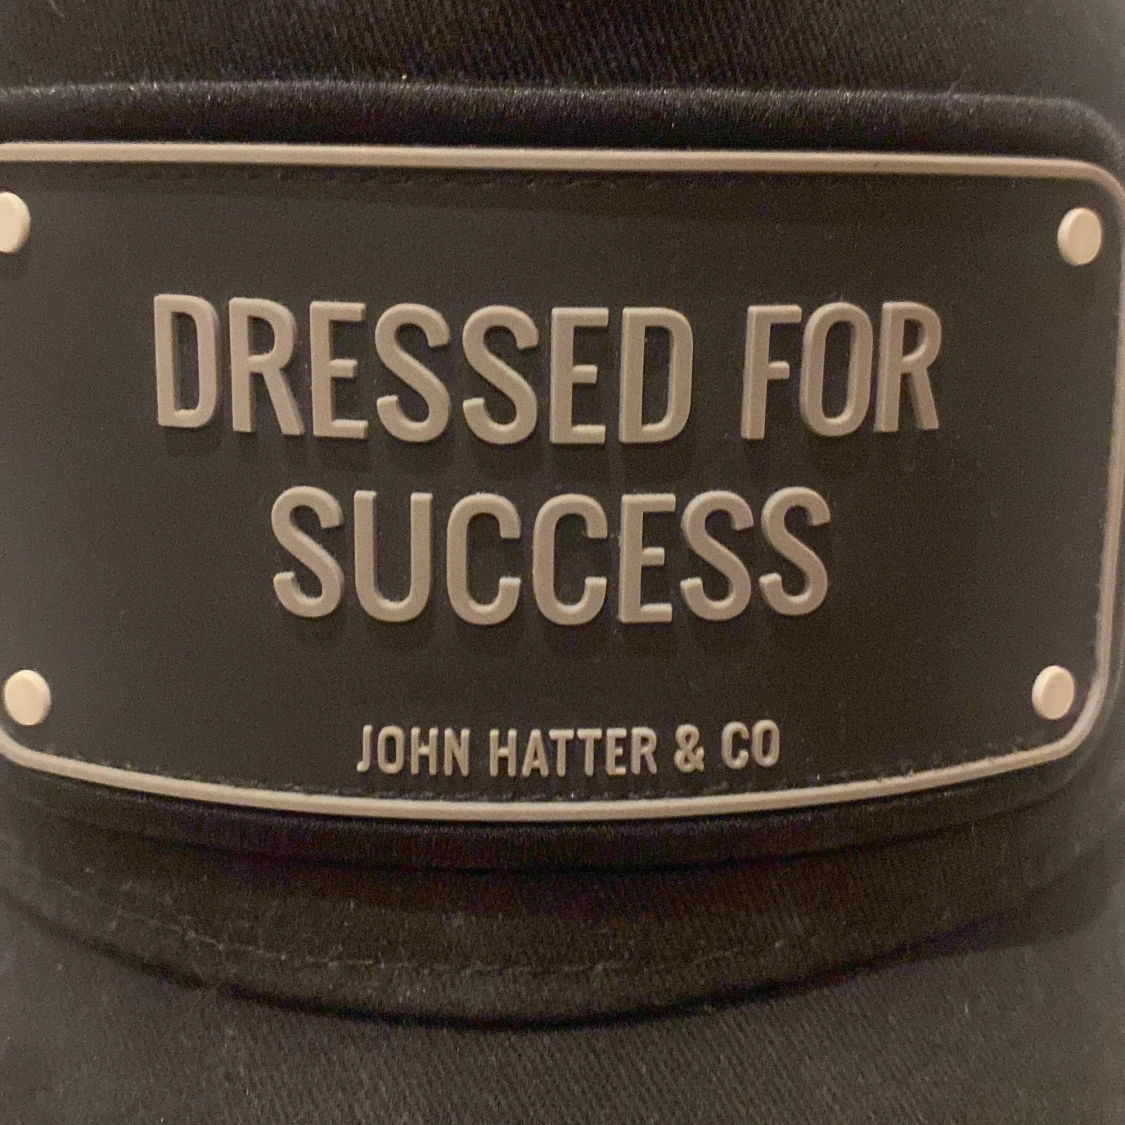 DRESSED FOR
SUCCESS
JOHN HATTER & CO